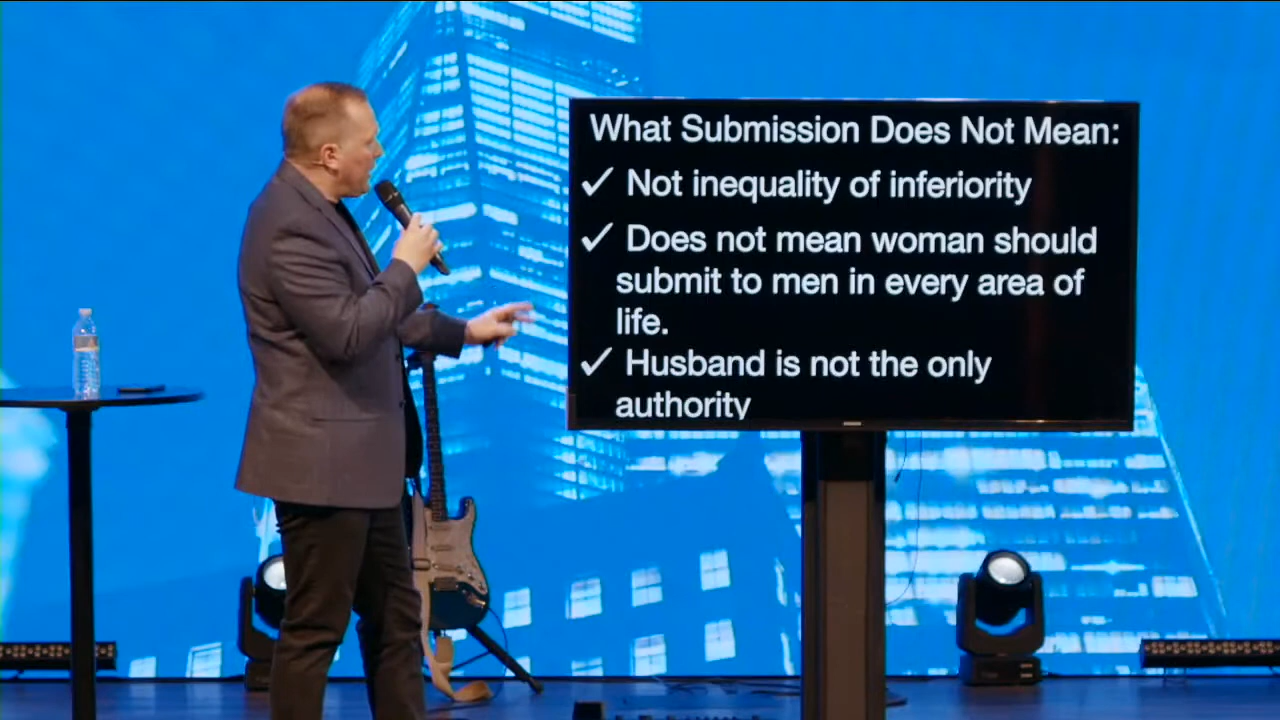 What Submission Does Not Mean:
✓ Not inequality of inferiority
✓ Does not mean woman should
submit to men in every area of
life.
✓ Husband is not the only
authority